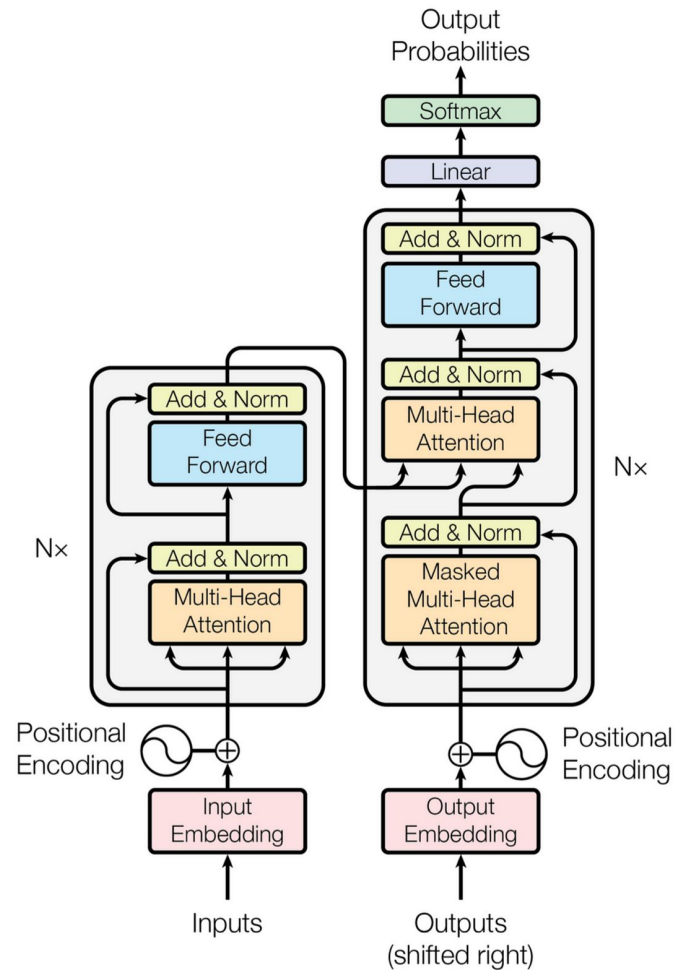 Output
Probabilities
Softmax
Linear
Add & Norm
Feed
Forward
Add & Norm
Multi-Head
Attention
Add & Norm
Masked
Multi-Head
Attention
N×
Positional
Encoding
Output
Embedding
Outputs
(shifted right)
Add & Norm
Feed
Forward
Add & Norm
Multi-Head
Attention
N×
Positional
Encoding
Input
Embedding
Inputs